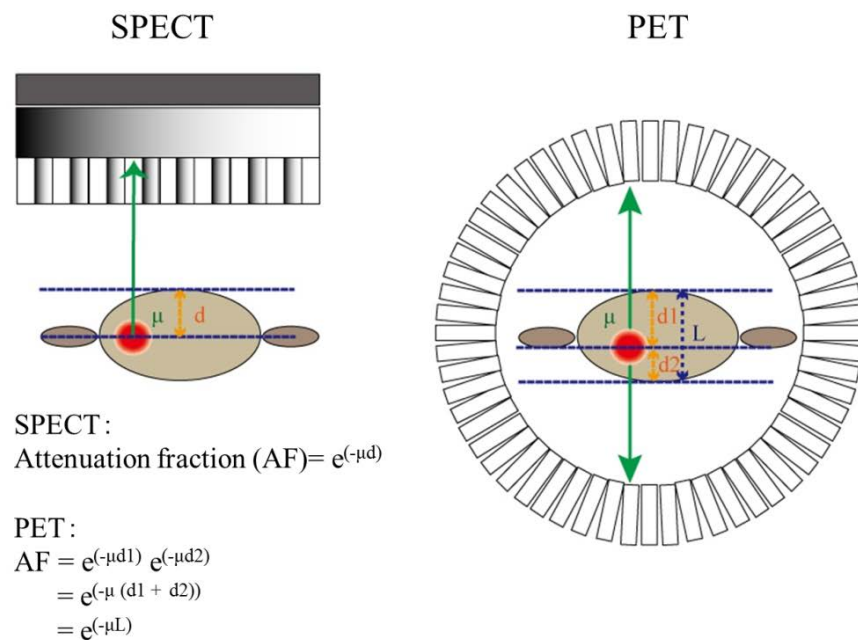 SPECT
PET
μ
d
μ
d1
L
d2
SPECT :
Attenuation fraction (AF)= e^(-μd)
PET :
AF = e^(-μd1) e^(-μd2)
= e^(-μ (d1 + d2))
= e^(-μL)